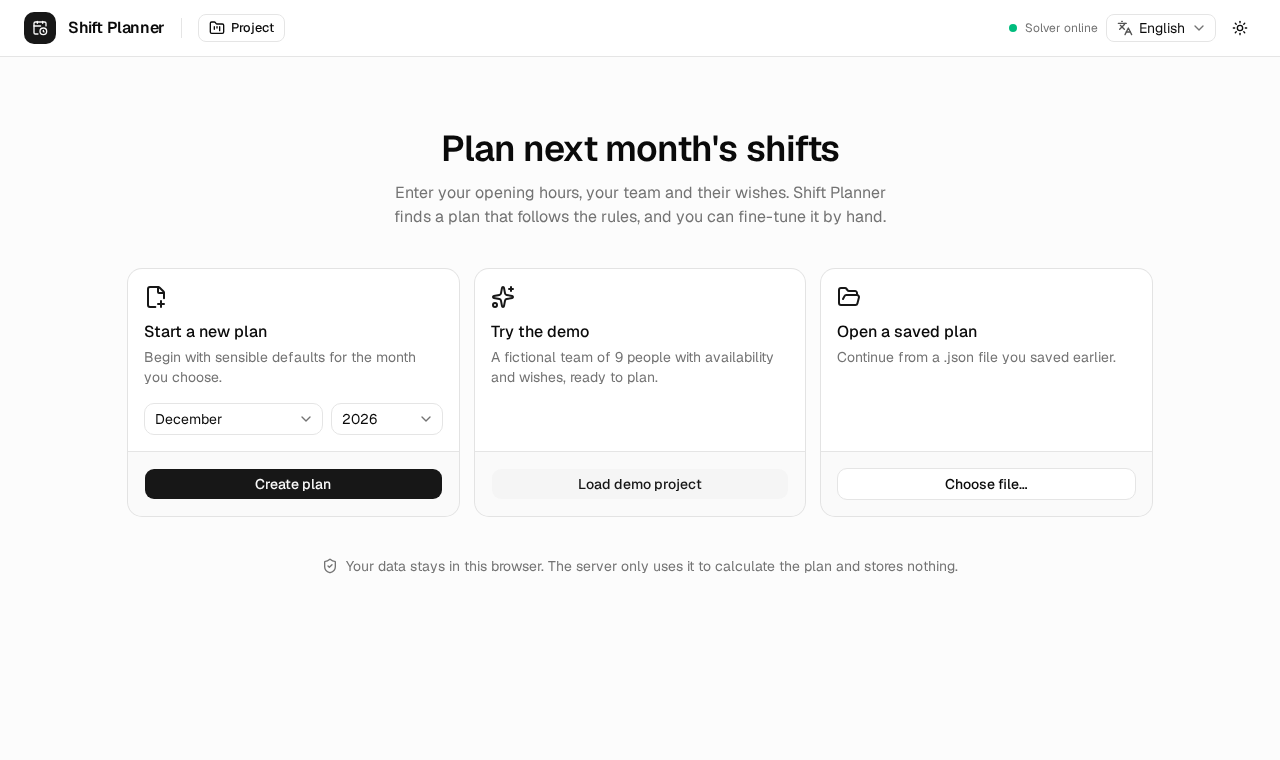 Shift Planner
Project
Solver online
English
Plan next month's shifts
Enter your opening hours, your team and their wishes. Shift Planner
finds a plan that follows the rules, and you can fine-tune it by hand.
Start a new plan
Begin with sensible defaults for the month
you choose.
December
2026
Create plan
Try the demo
A fictional team of 9 people with availability
and wishes, ready to plan.
Load demo project
Open a saved plan
Continue from a .json file you saved earlier.
Choose file...
Your data stays in this browser. The server only uses it to calculate the plan and stores nothing.